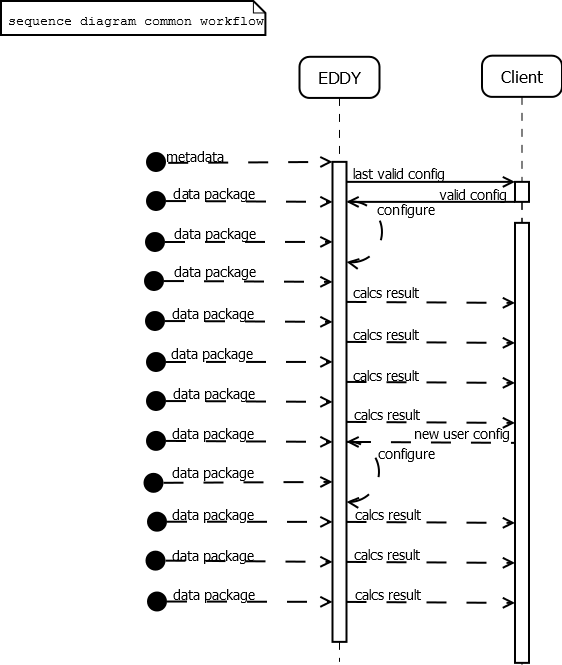 sequence diagram common workflow
EDDY
Client
metadata
last valid config
data package
valid config
configure
data package
data package
calcs result
data package
calcs result
data package
calcs result
data package
calcs result
data package
new user config
configure
data package
data package
calcs result
data package
calcs result
data package
calcs result